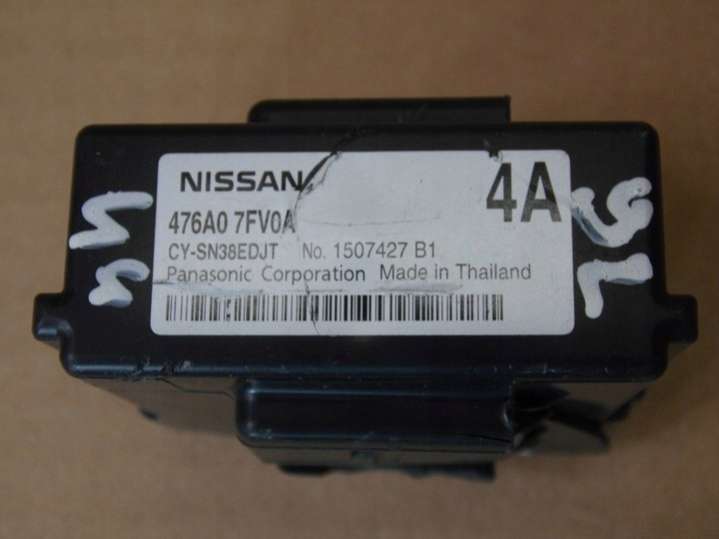 NISSAN
4A
476A0 7FV0A
CY-SN38EDJT No. 1507427 B1
Panasonic Corporation Made in Thailand